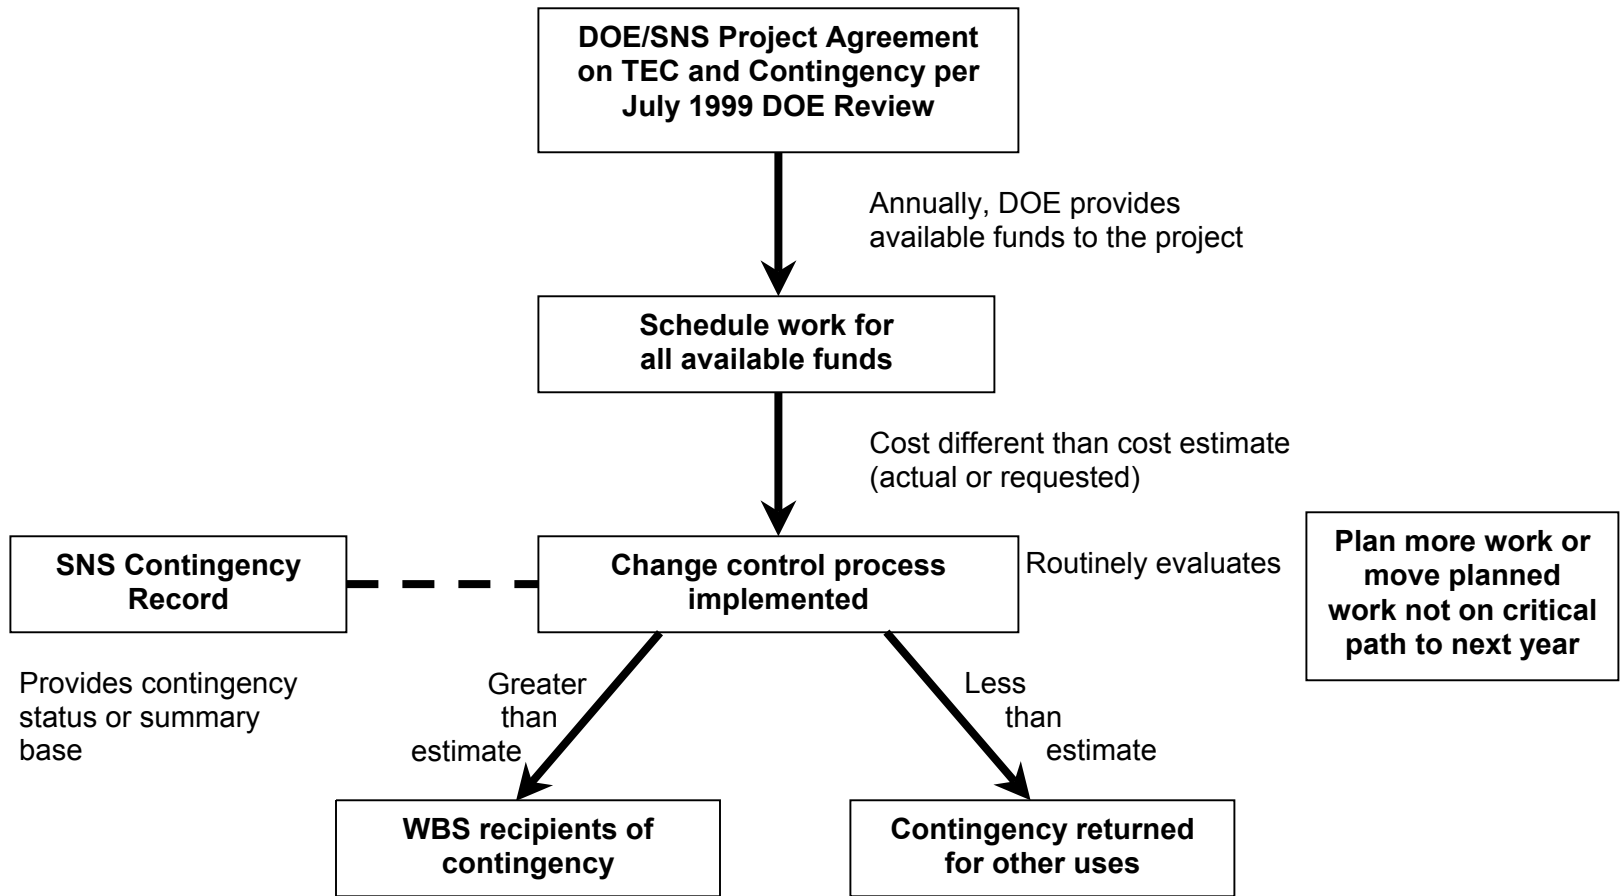 DOE/SNS Project Agreement
on TEC and Contingency per
July 1999 DOE Review
Annually, DOE provides
available funds to the project
Schedule work for
all available funds
Cost different than cost estimate
(actual or requested)
SNS Contingency
Record
Change control process
implemented
Routinely evaluates
Plan more work or
move planned
work not on critical
path to next year
Provides contingency
status or summary
base
Greater
than
estimate
Less
than
estimate
WBS recipients of
contingency
Contingency returned
for other uses